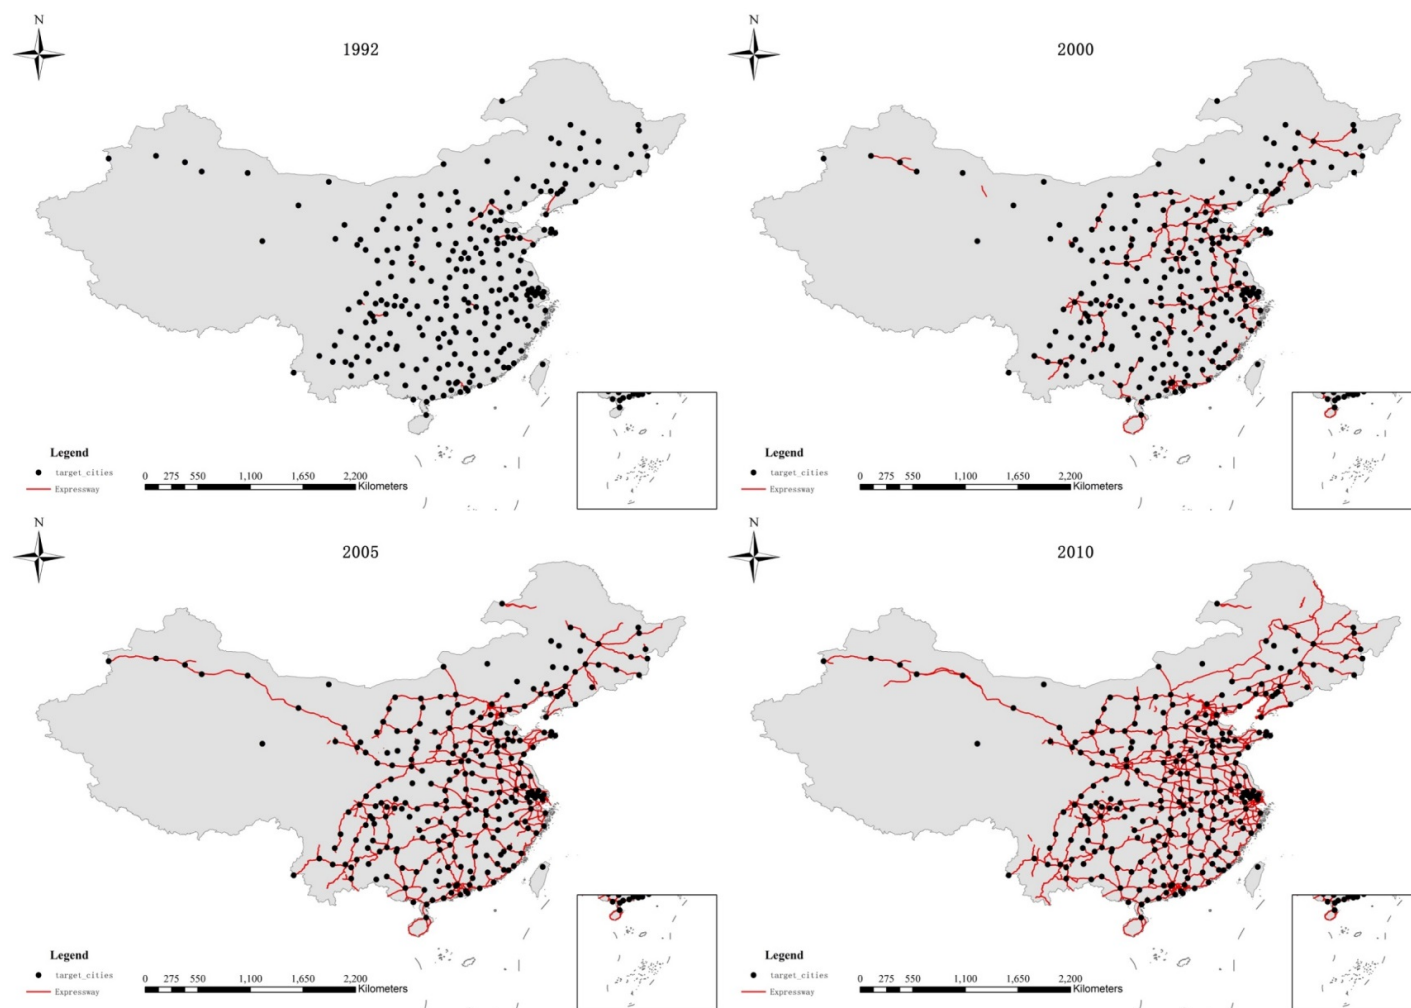 N
1992
Legend
target_cities
Expressway
0 275 550 1,100 1,650 2,200
Kilometers
N
2000
Legend
target_cities
Expressway
0 275 550 1,100 1,650 2,200
Kilometers
N
2005
Legend
target_cities
Expressway
0 275 550 1,100 1,650 2,200
Kilometers
N
2010
Legend
target_cities
Expressway
0 275 550 1,100 1,650 2,200
Kilometers